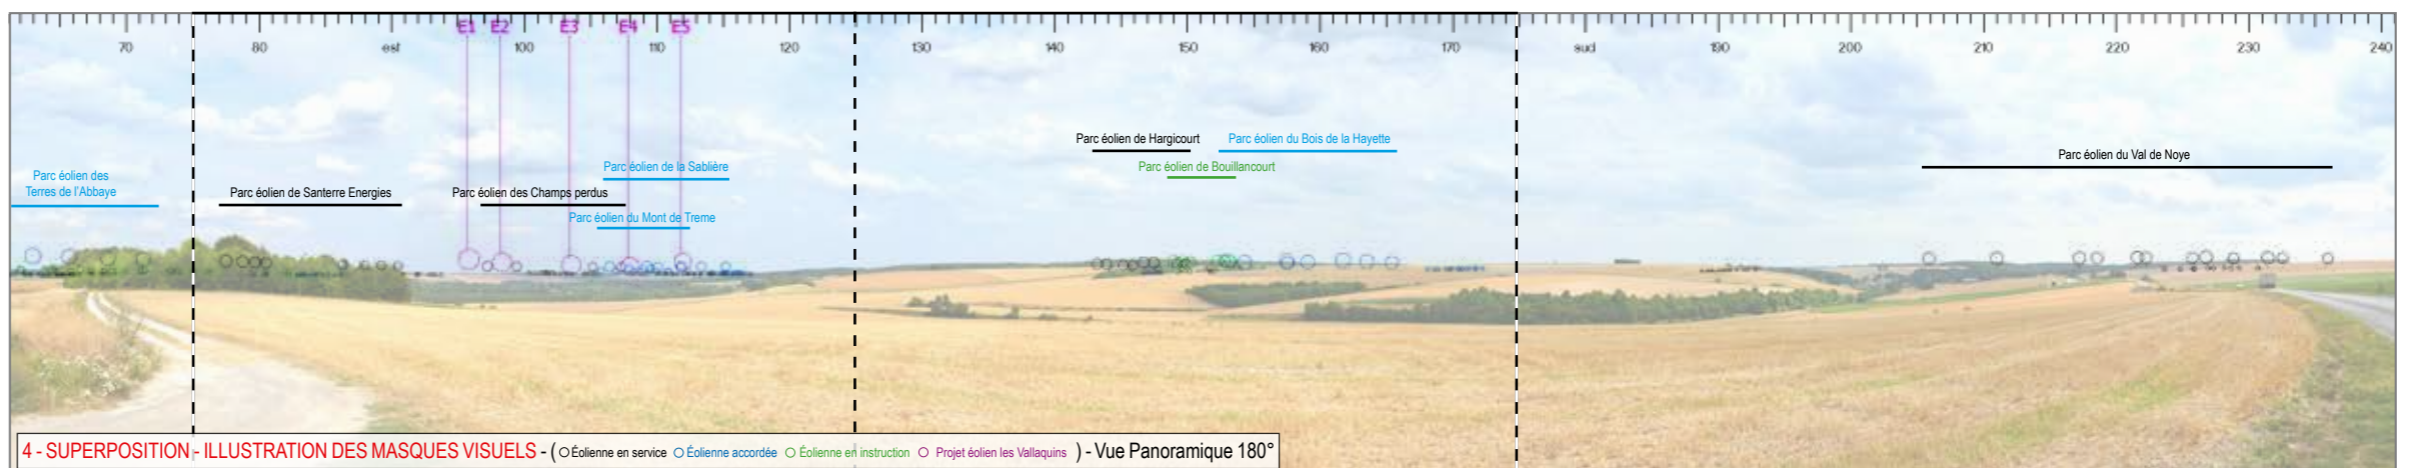 E1 E2 E3 E4 E5
70 80 est 100 110 120 130 140 150 160 170 sud 190 200 210 220 230 240
Parc éolien de Hargicourt Parc éolien du Bois de la Hayette
Parc éolien du Val de Noye
Parc éolien de la Sablière Parc éolien de Bouillancourt
Parc éolien des
Terres de l'Abbaye
Parc éolien de Santerre Energies Parc éolien des Champs perdus
Parc éolien du Mont de Treme
4 - SUPERPOSITION - ILLUSTRATION DES MASQUES VISUELS - ( Éolienne en service Éolienne accordée Éolienne en instruction Projet éolien les Vallaquins ) - Vue Panoramique 180°